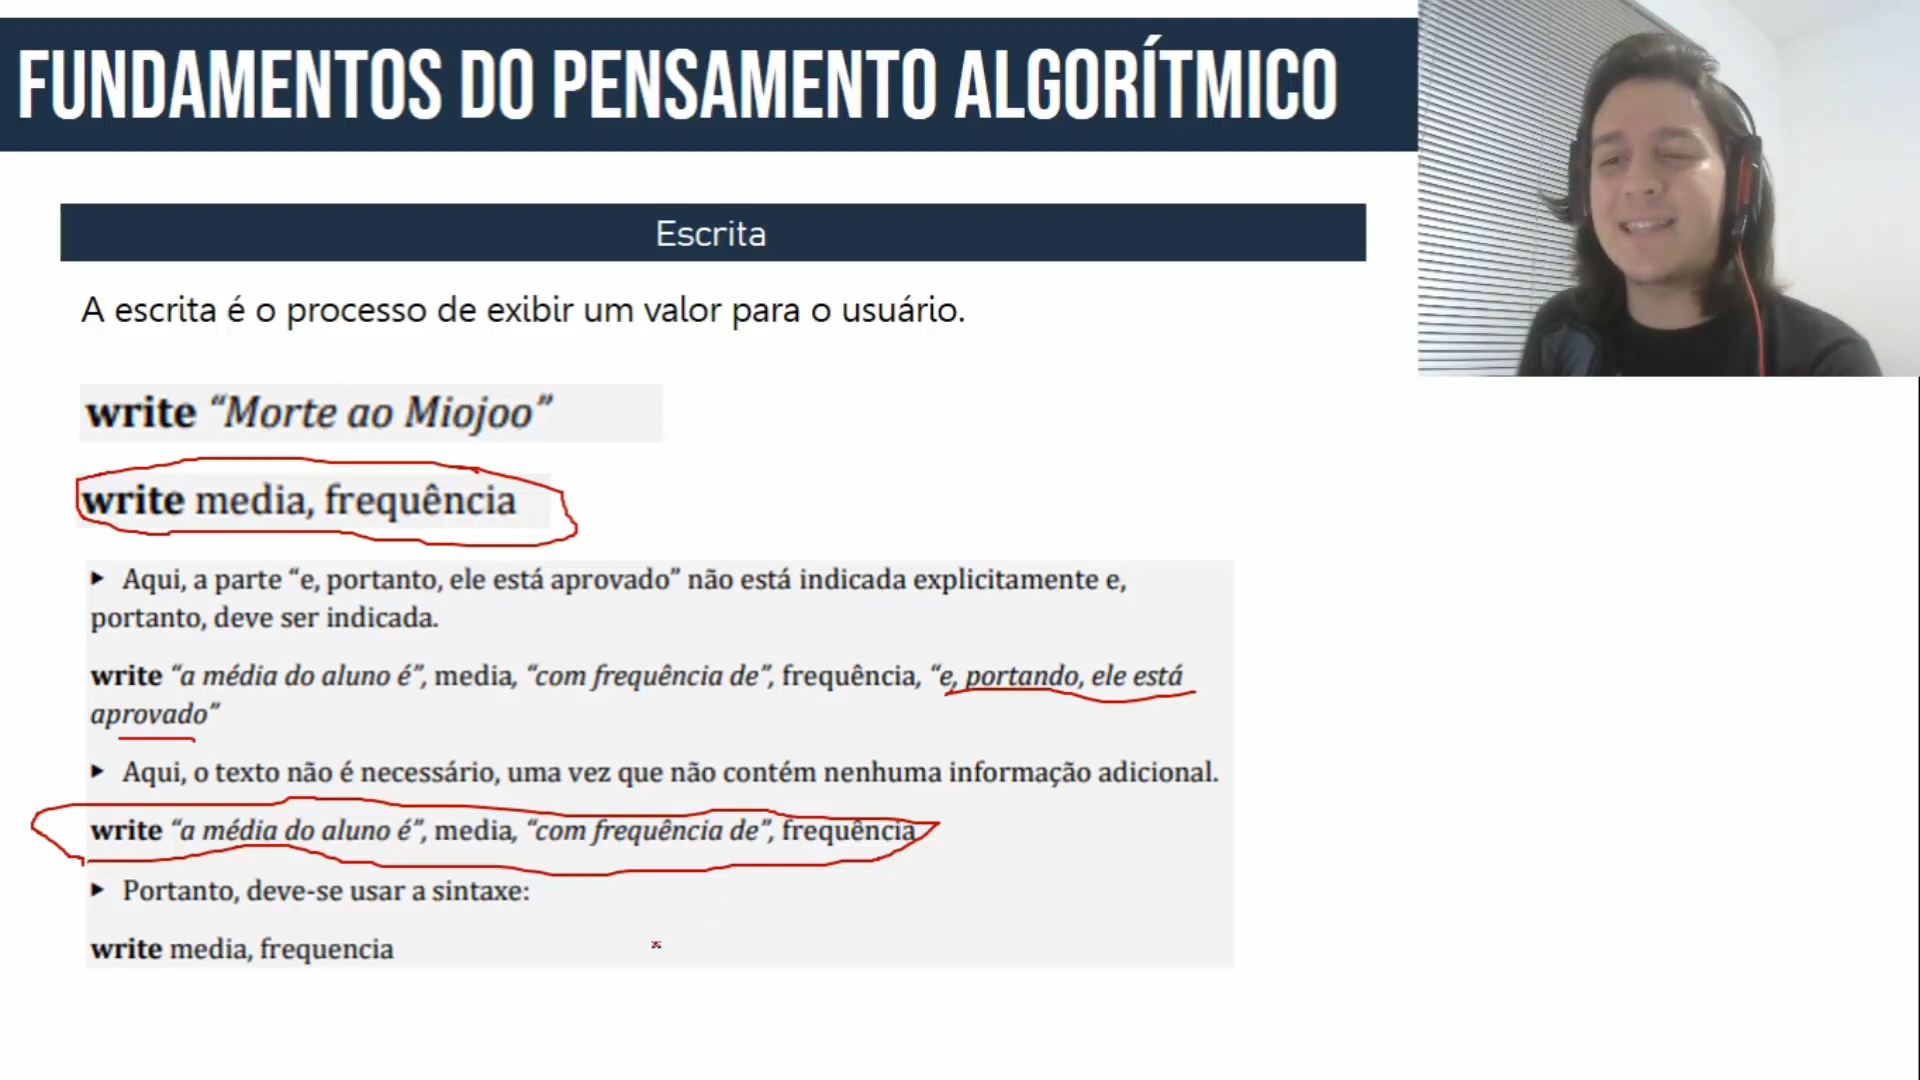 FUNDAMENTOS DO PENSAMENTO ALGORÍTMICO
Escrita
A escrita é o processo de exibir um valor para o usuário.
write “Morte ao Miojoo”
write media, frequência
▸ Aqui, a parte “e, portanto, ele está aprovado” não está indicada explicitamente e,
portanto, deve ser indicada.
write “a média do aluno é”, media, “com frequência de”, frequência, “e, portando, ele está
aprovado”
▸ Aqui, o texto não é necessário, uma vez que não contém nenhuma informação adicional.
write “a média do aluno é”, media, “com frequência de”, frequência
▸ Portanto, deve-se usar a sintaxe:
write media, frequencia